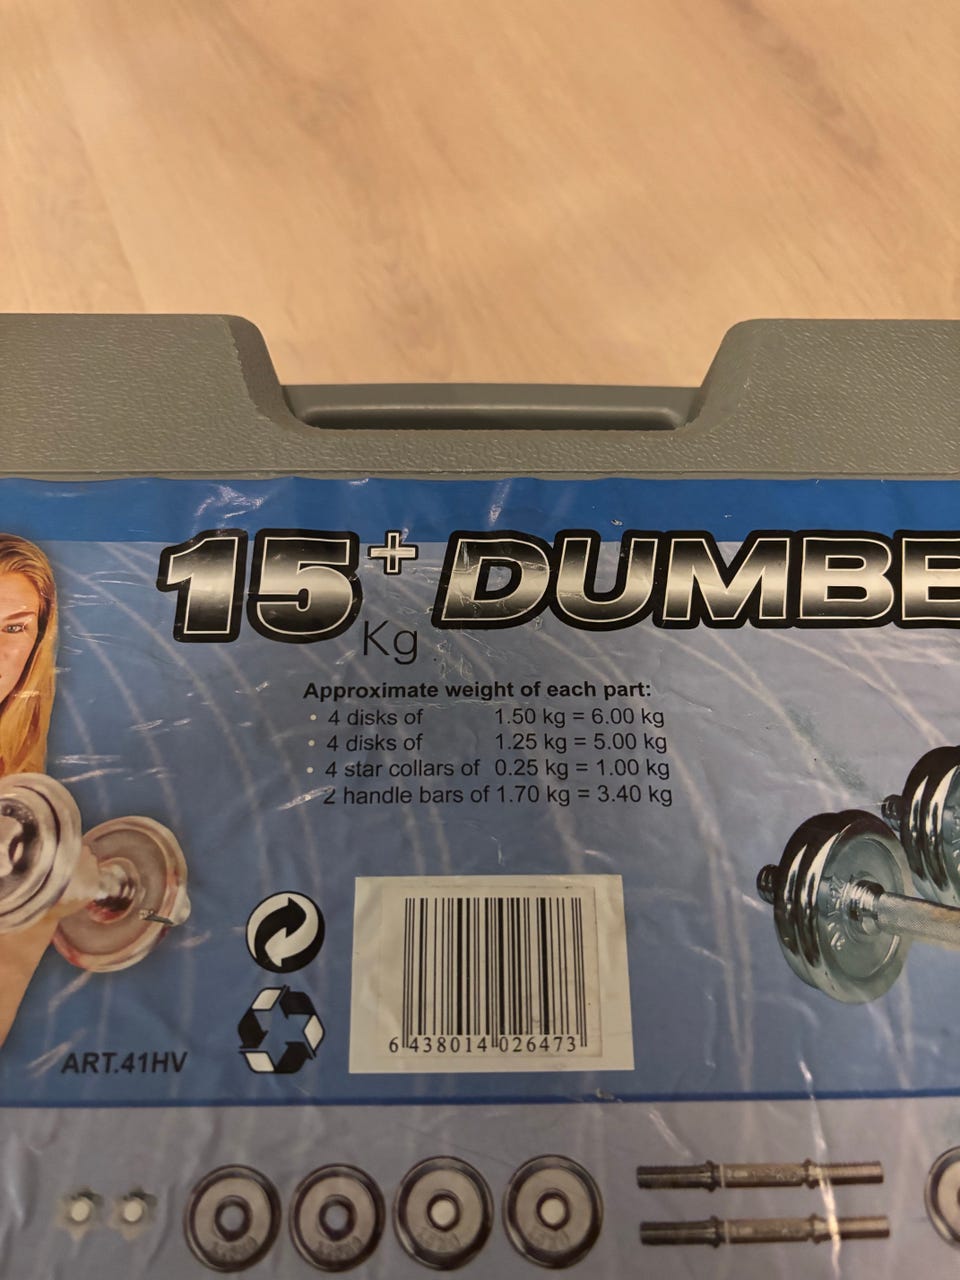 15+ DUMBE
Kg
Approximate weight of each part:
• 4 disks of 1.50 kg = 6.00 kg
• 4 disks of 1.25 kg = 5.00 kg
• 4 star collars of 0.25 kg = 1.00 kg
2 handle bars of 1.70 kg = 3.40 kg
6 438014 026473
ART.41HV